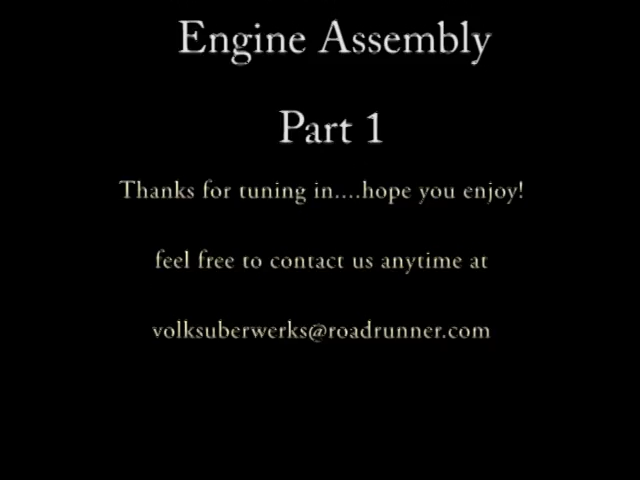 Engine Assembly
Part 1
Thanks for tuning in....hope you enjoy!
feel free to contact us anytime at
volksuberwerks@roadrunner.com